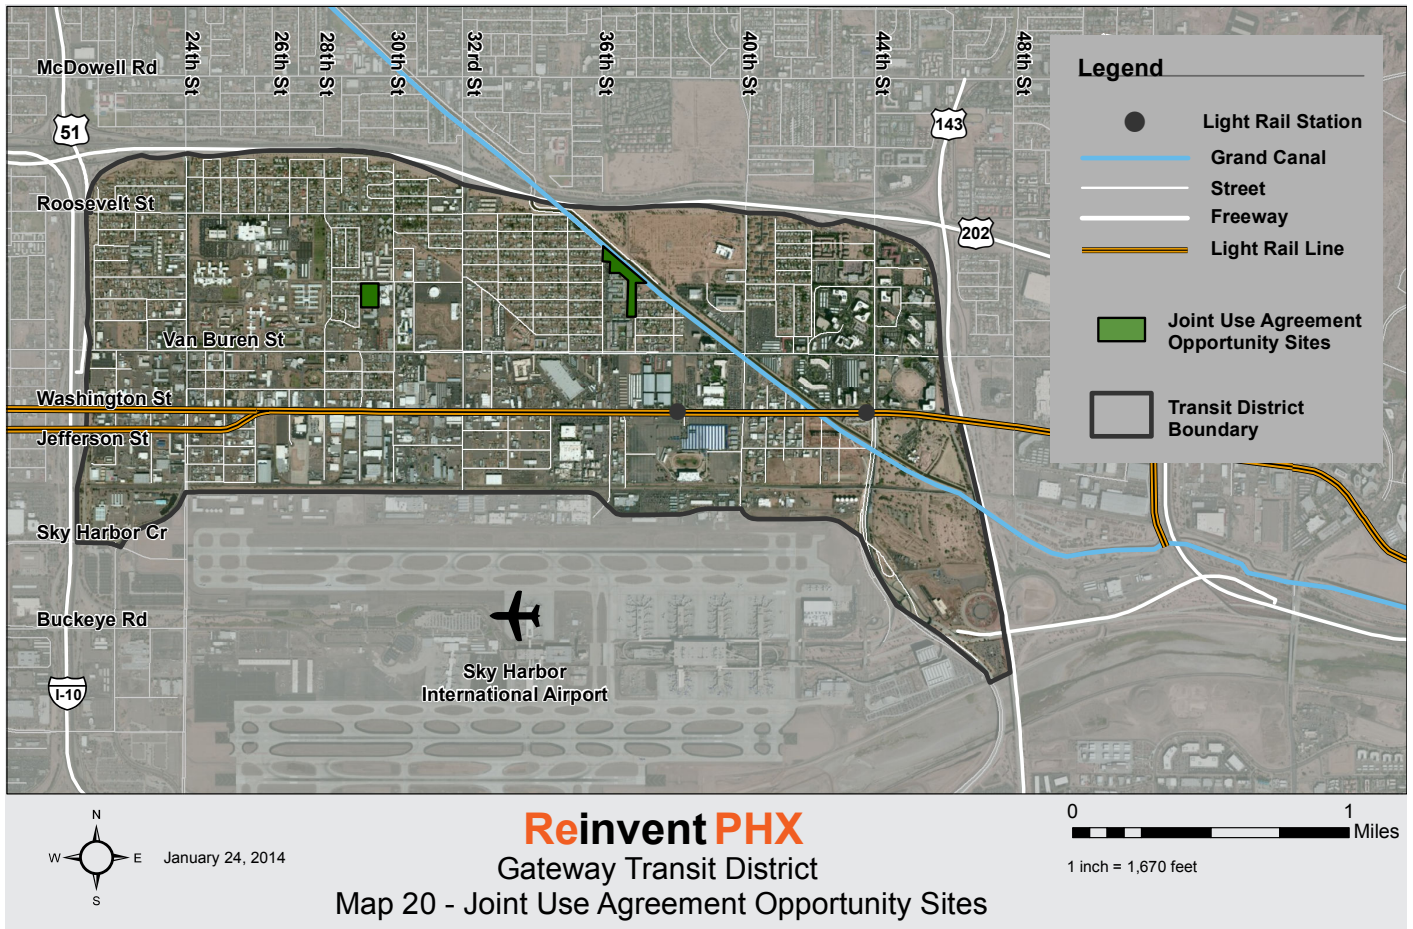 24th St
26th St
28th St
30th St
32rd St
36th St
40th St
44th St
48th St
McDowell Rd
51
143
202
Roosevelt St
Van Buren St
Washington St
Jefferson St
Sky Harbor Cr
Buckeye Rd
I-10
Sky Harbor
International Airport
Legend
Light Rail Station
Grand Canal
Street
Freeway
Light Rail Line
Joint Use Agreement
Opportunity Sites
Transit District
Boundary
N
W
E
S
January 24, 2014
Reinvent PHX
Gateway Transit District
Map 20 - Joint Use Agreement Opportunity Sites
0 1
Miles
1 inch = 1,670 feet